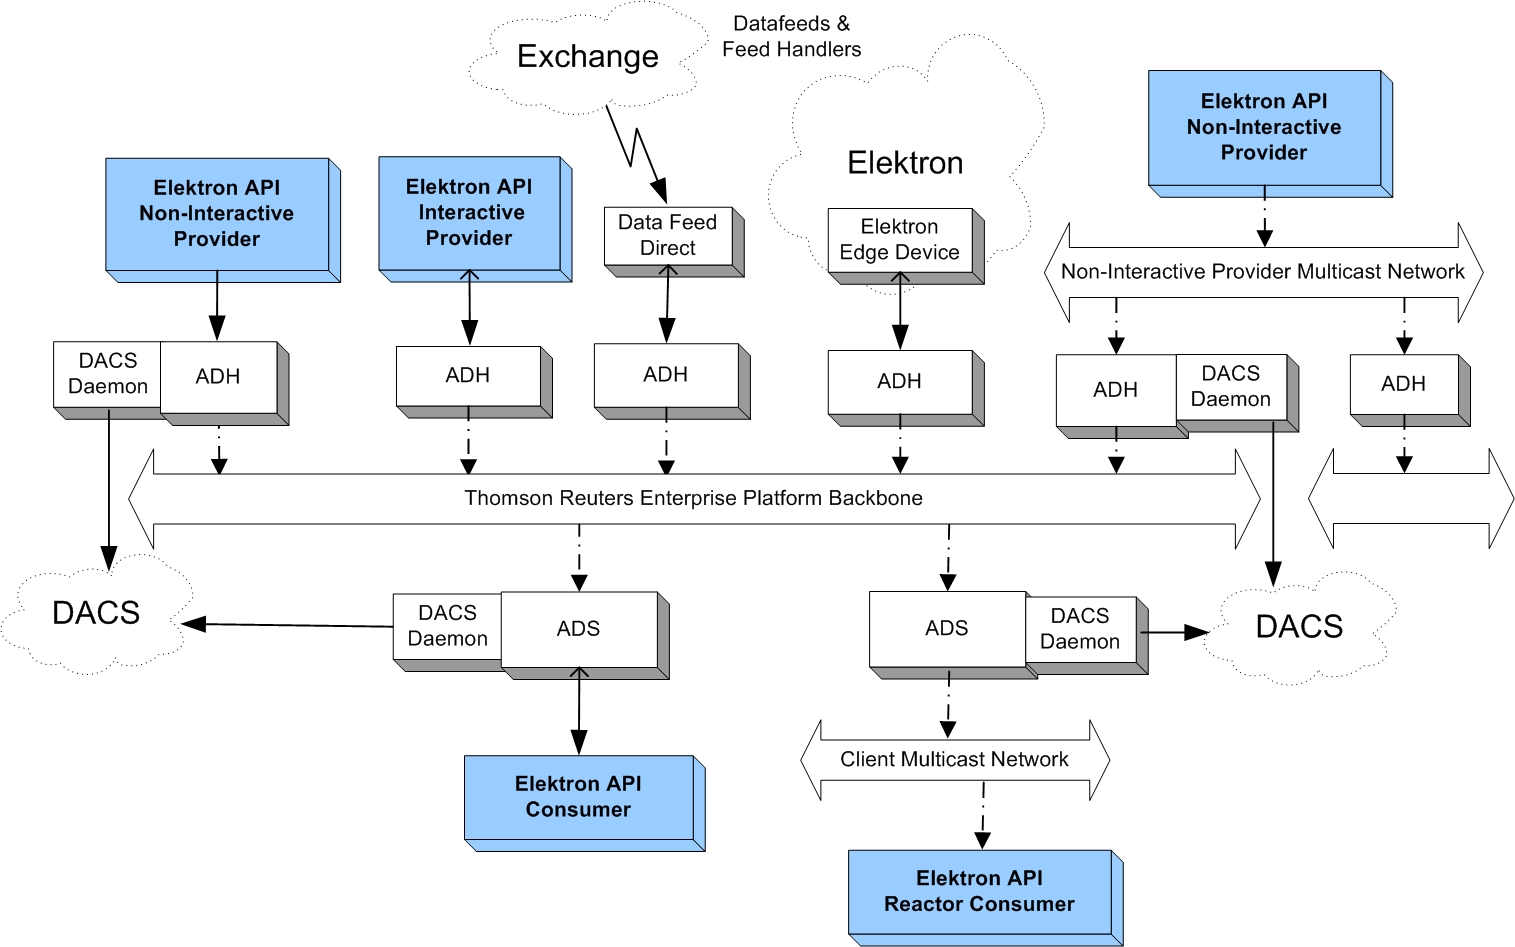 Datafeeds &
Feed Handlers
Exchange
Elektron
Elektron API
Non-Interactive
Provider
Elektron API
Non-Interactive
Provider
Elektron API
Interactive
Provider
Data Feed
Direct
Elektron
Edge Device
Non-Interactive Provider Multicast Network
DACS
Daemon
ADH
ADH
ADH
ADH
ADH
DACS
Daemon
ADH
Thomson Reuters Enterprise Platform Backbone
DACS
DACS
Daemon
ADS
ADS
DACS
Daemon
DACS
Client Multicast Network
Elektron API
Consumer
Elektron API
Reactor Consumer